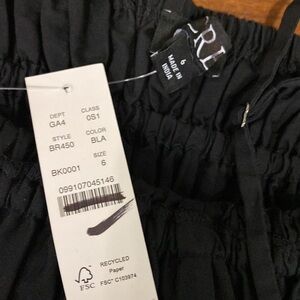 6
MADE IN
INDIA
DEPT CLASS
GA4 0S1
STYLE COLOR
BR450 BLA
SIZE
BK0001 6
099107045146
RECYCLED
Paper
FSC
FSC® C103974